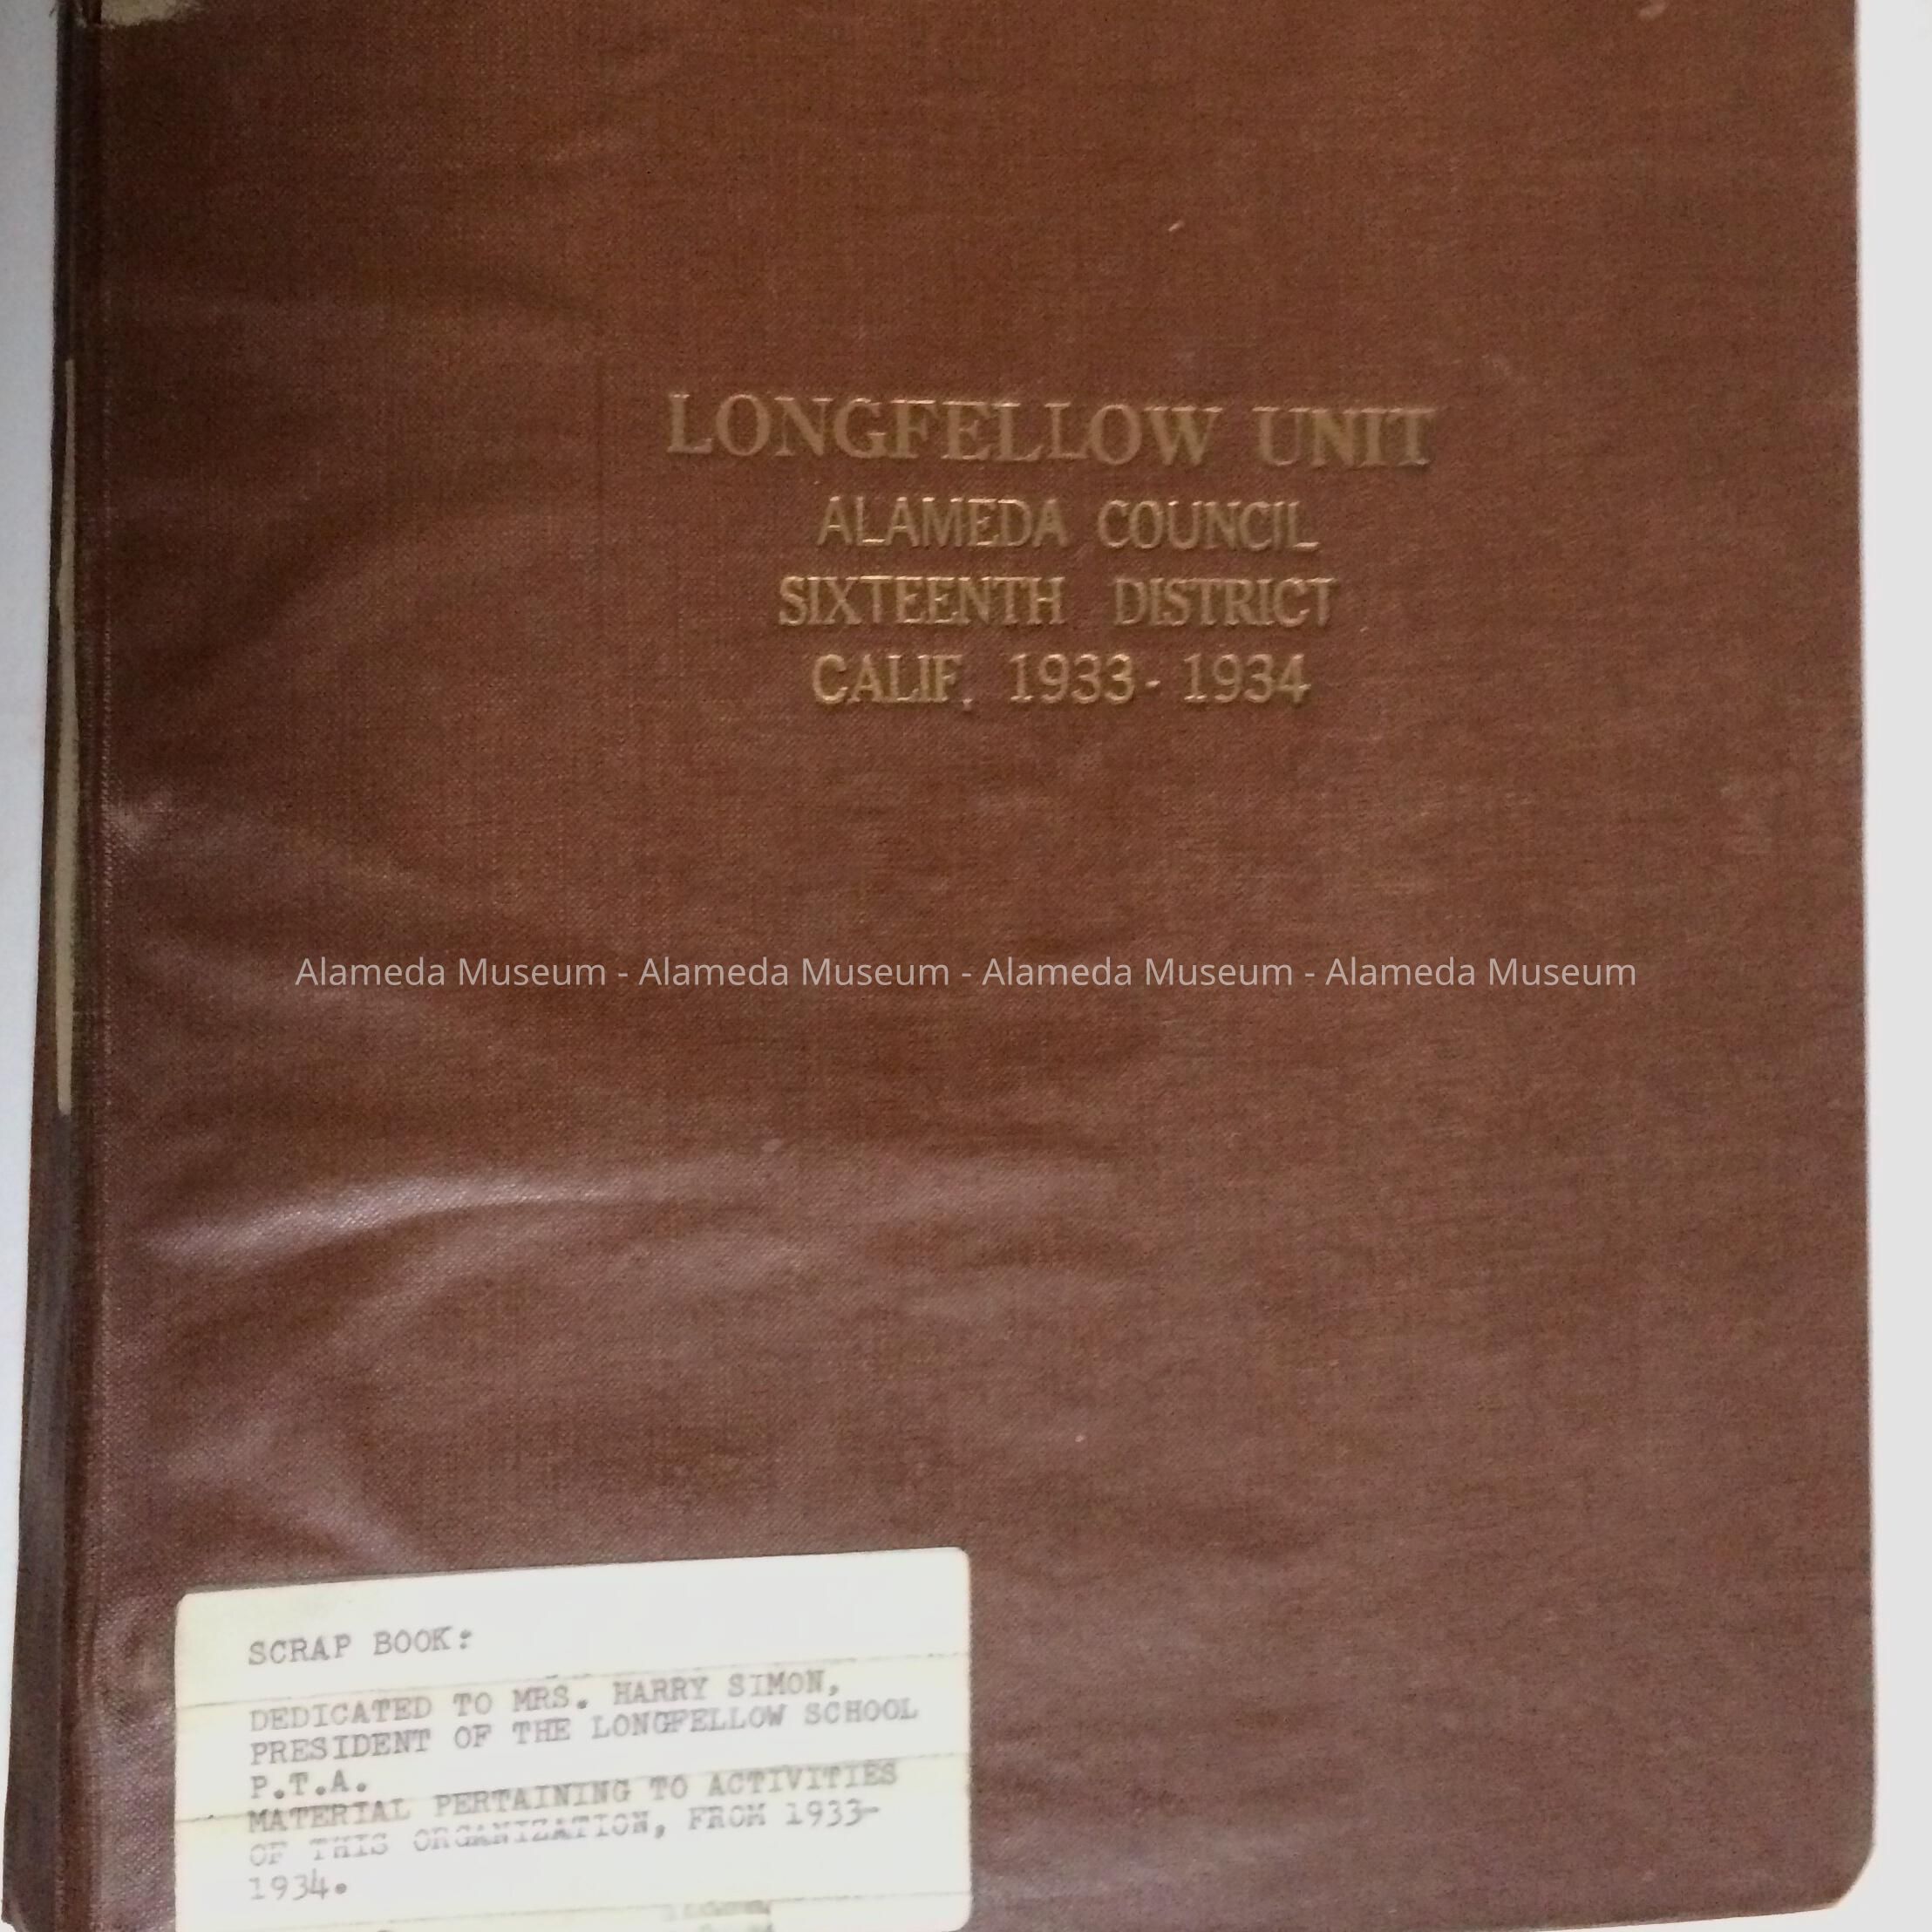 LONGFELLOW UNIT
ALAMEDA COUNCIL
SIXTEENTH DISTRICT
CALIF. 1933-1934
Alameda Museum - Alameda Museum - Alameda Museum - Alameda Museum
SCRAP BOOK:
DEDICATED TO MRS. HARRY SIMON,
PRESIDENT OF THE LONGFELLOW SCHOOL
P.T.A.
MATERIAL PERTAINING TO ACTIVITIES
OF THIS ORGANIZATION, FROM 1933-
1934.